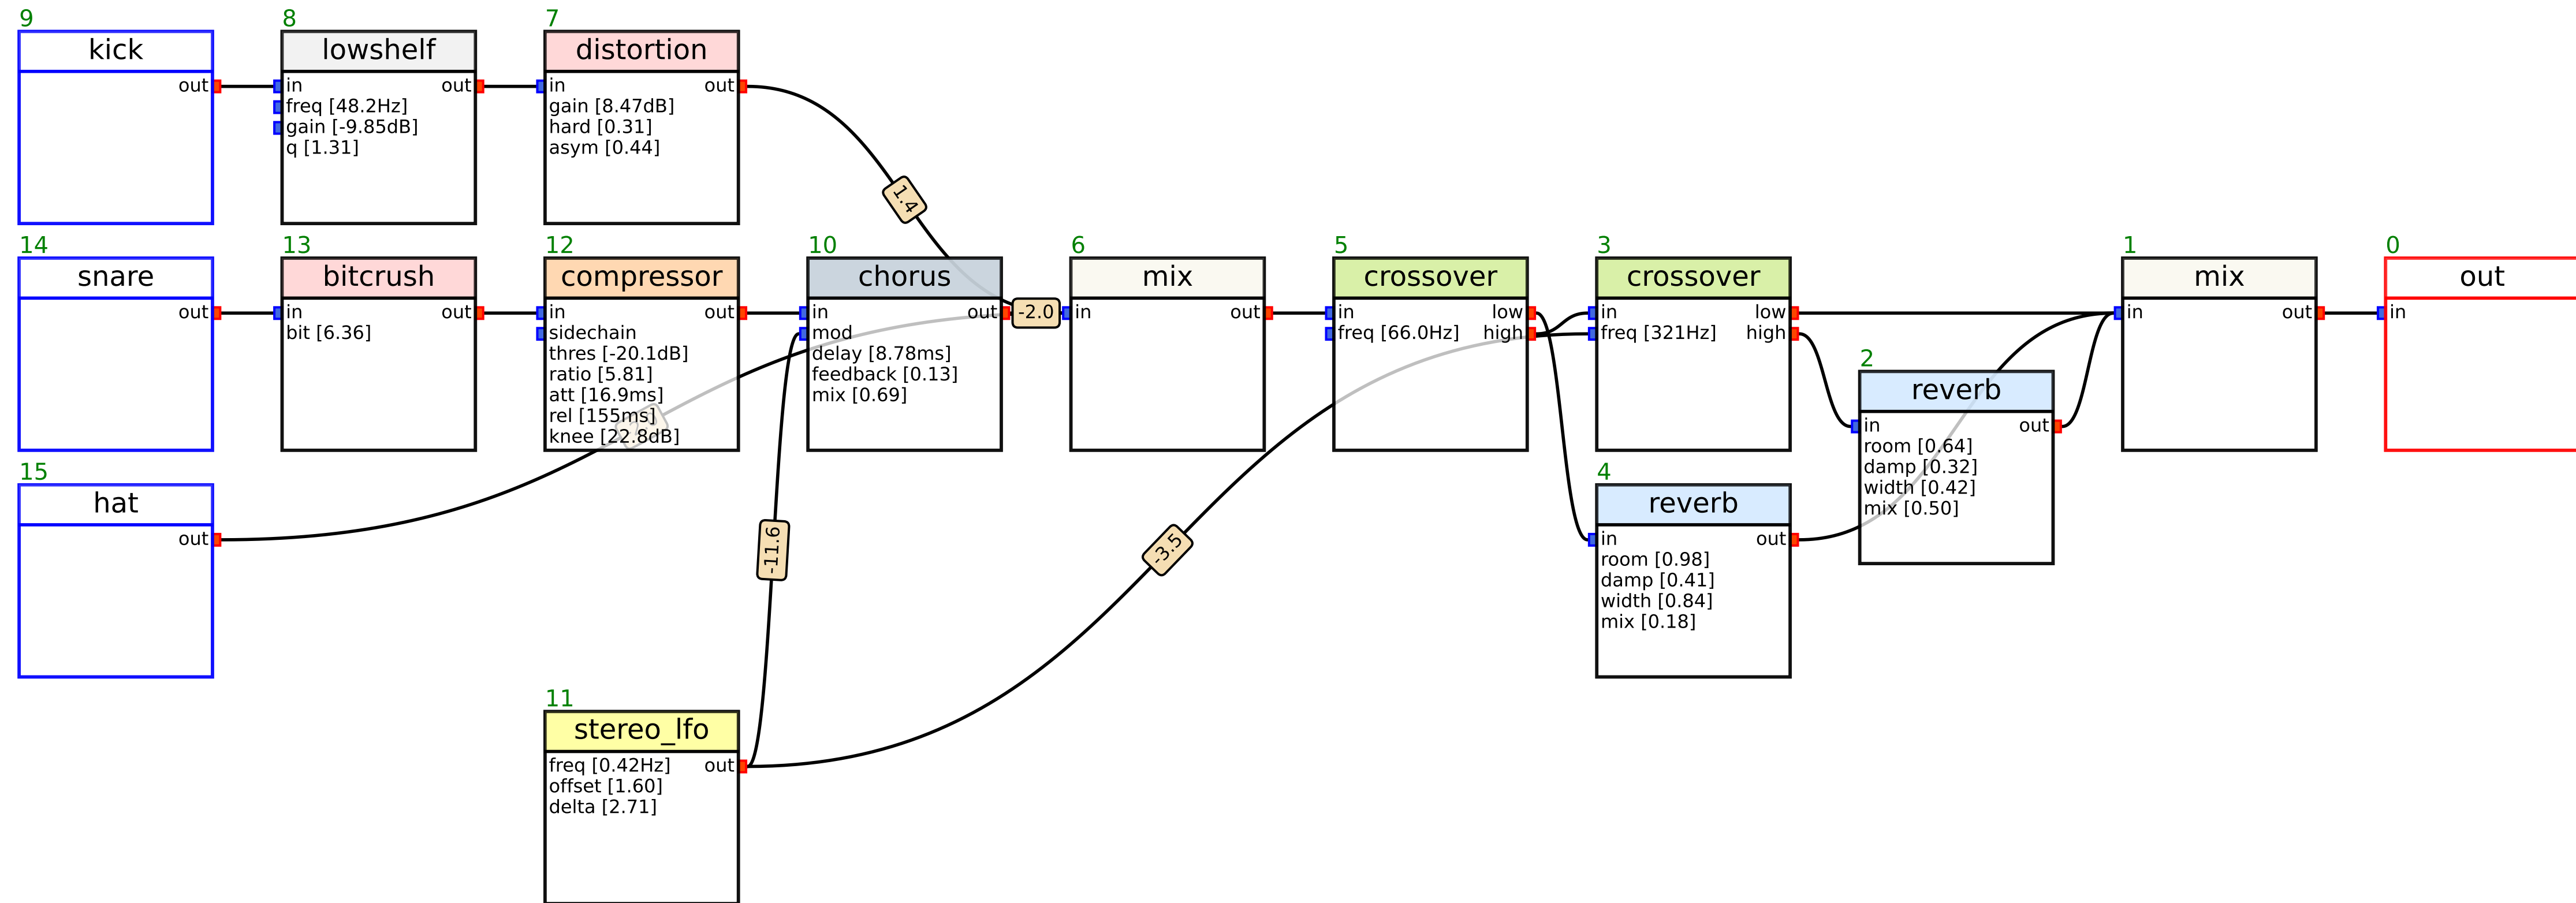 9
kick
out
8
lowshelf
in out
freq [48.2Hz]
gain [-9.85dB]
q [1.31]
7
distortion
in out
gain [8.47dB]
hard [0.31]
asym [0.44]
1.4
14
snare
out
13
bitcrush
in out
bit [6.36]
12
compressor
in out
sidechain
thres [-20.1dB]
ratio [5.81]
att [16.9ms]
rel [155ms]
knee [22.8dB]
10
chorus
in out
mod
delay [8.78ms]
feedback [0.13]
mix [0.69]
-2.0
6
mix
in out
5
crossover
in low
freq [66.0Hz] high
3
crossover
in low
freq [321Hz] high
2
reverb
in out
room [0.64]
damp [0.32]
width [0.42]
mix [0.50]
1
mix
in out
0
out
in
15
hat
out
-11.6
-3.5
4
reverb
in out
room [0.98]
damp [0.41]
width [0.84]
mix [0.18]
11
stereo_lfo
freq [0.42Hz] out
offset [1.60]
delta [2.71]